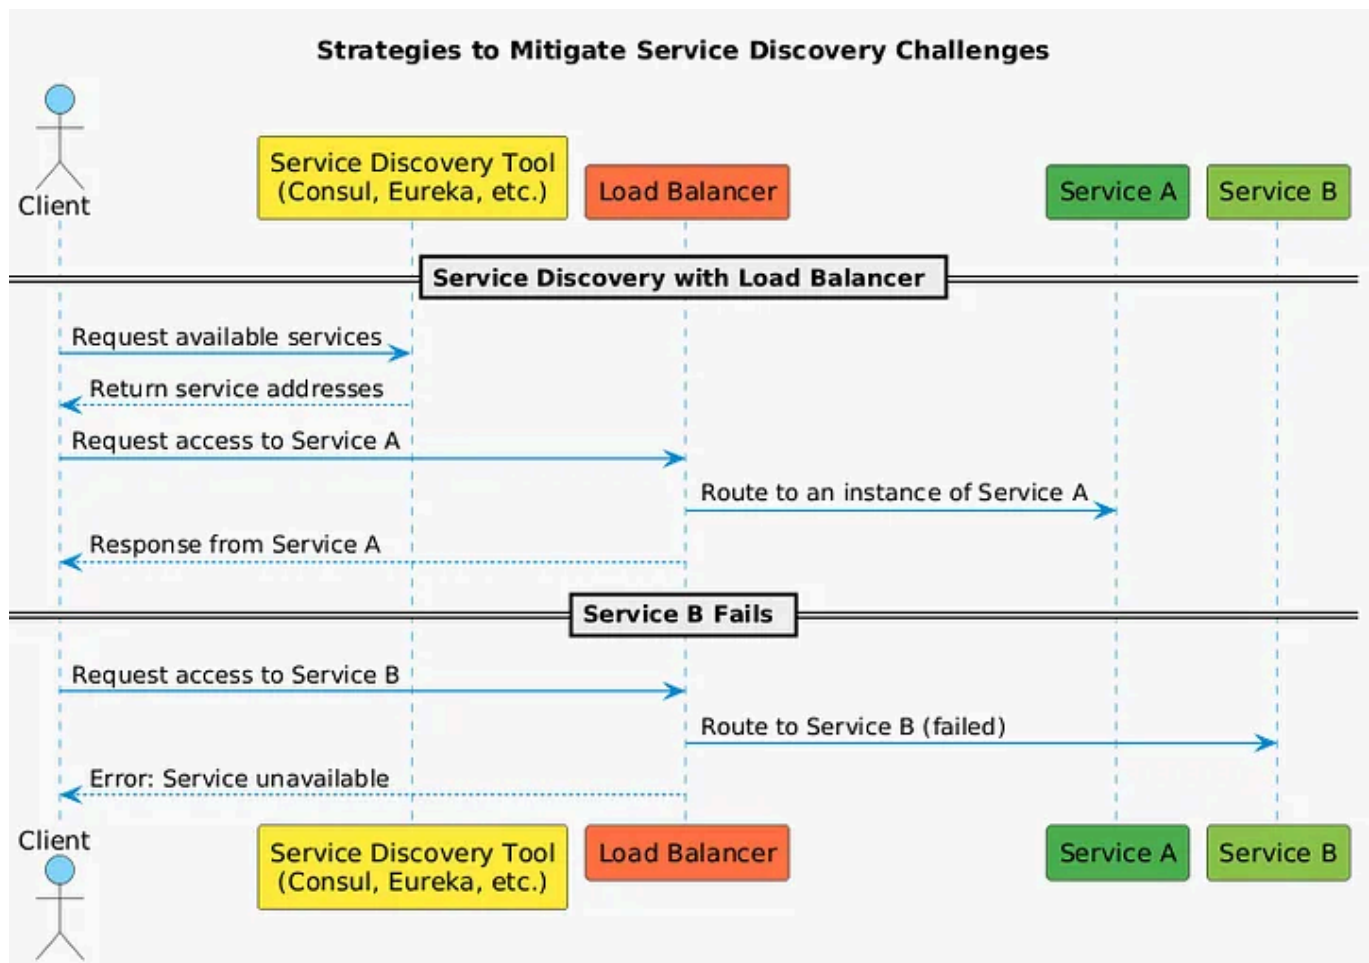 Strategies to Mitigate Service Discovery Challenges
Client
Service Discovery Tool
(Consul, Eureka, etc.)
Load Balancer
Service A
Service B
Service Discovery with Load Balancer
Request available services
Return service addresses
Request access to Service A
Route to an instance of Service A
Response from Service A
Service B Fails
Request access to Service B
Route to Service B (failed)
Error: Service unavailable
Client
Service Discovery Tool
(Consul, Eureka, etc.)
Load Balancer
Service A
Service B